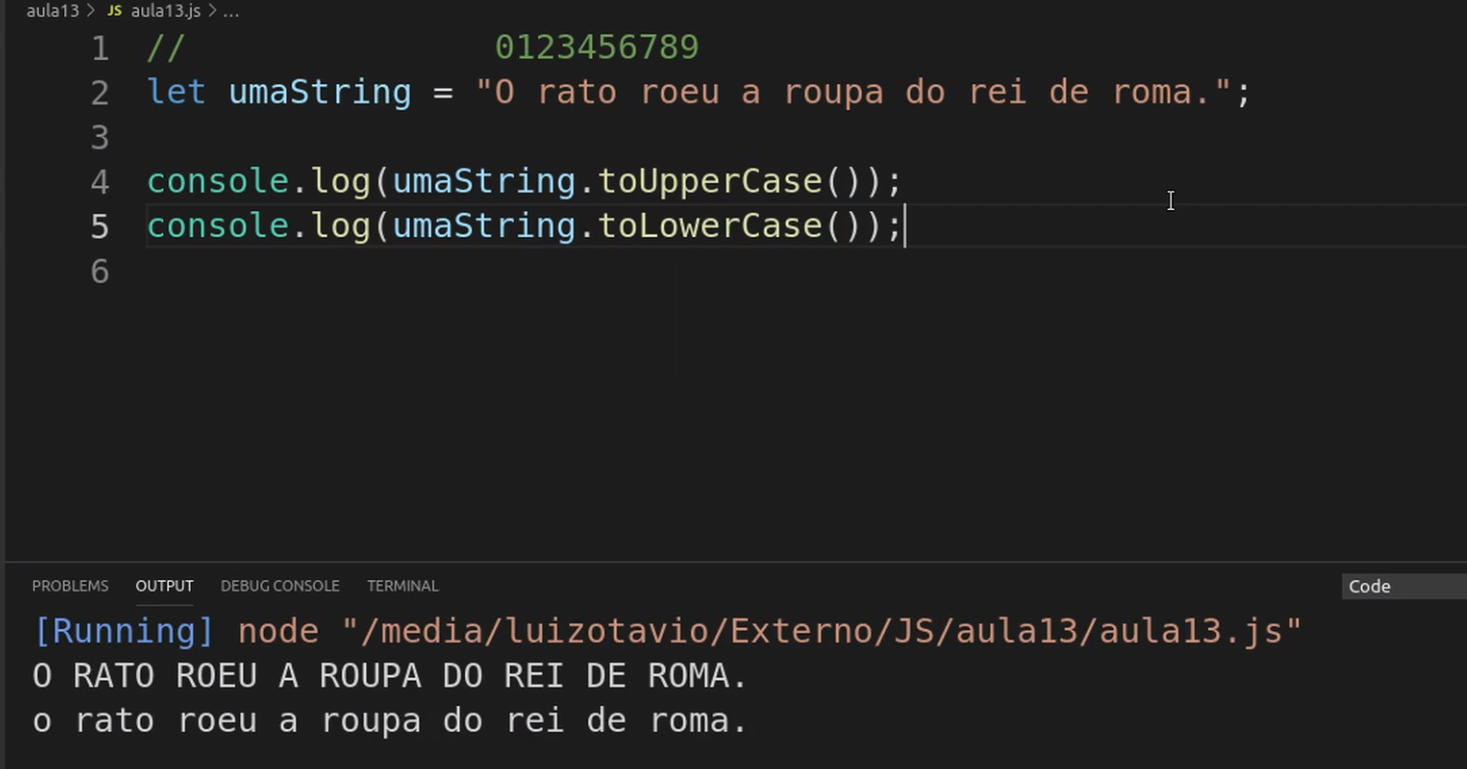 aula13 > JS aula13.js > ...
1 // 0123456789
2 let umaString = "O rato roeu a roupa do rei de roma.";
3
4 console.log(umaString.toUpperCase());
5 console.log(umaString.toLowerCase());
6
PROBLEMS OUTPUT DEBUG CONSOLE TERMINAL Code
[Running] node "/media/luizotavio/Externo/JS/aula13/aula13.js"
O RATO ROEU A ROUPA DO REI DE ROMA.
o rato roeu a roupa do rei de roma.